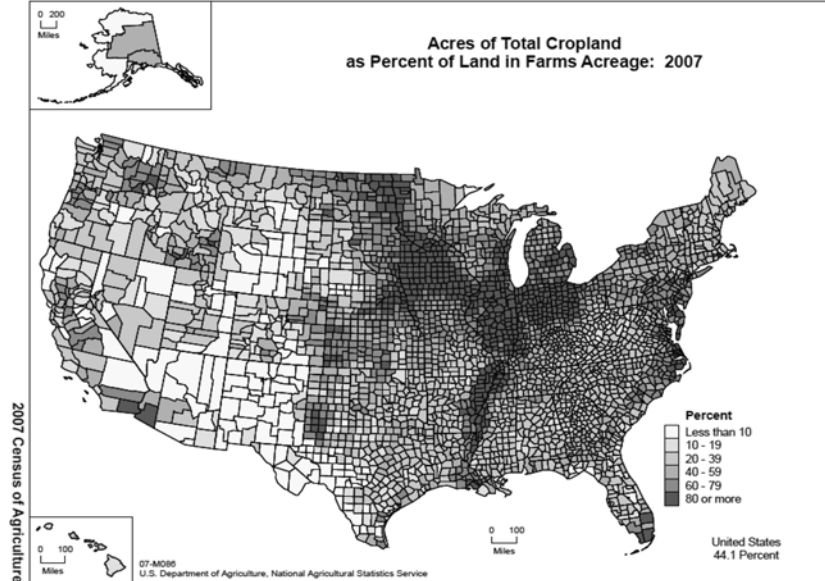 0 200
Miles
Acres of Total Cropland
as Percent of Land in Farms Acreage: 2007
Percent
Less than 10
10 - 19
20 - 39
40 - 59
60 - 79
80 or more
0 100
Miles
United States
44.1 Percent
2007 Census of Agriculture
0 100
Miles
07-M086
U.S. Department of Agriculture, National Agricultural Statistics Service